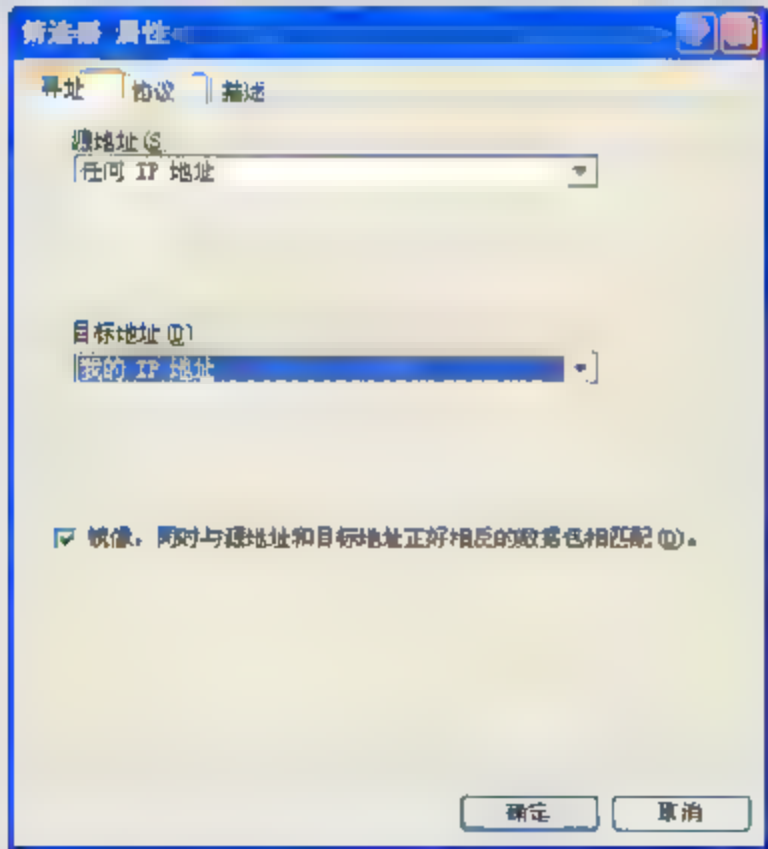 筛选器 属性
寻址 协议 描述
源地址(S
任何 IP 地址
目标地址(D)
我的 IP 地址
镜像。同时与源地址和目标地址正好相反的数据包相匹配(O)。
确定 取消